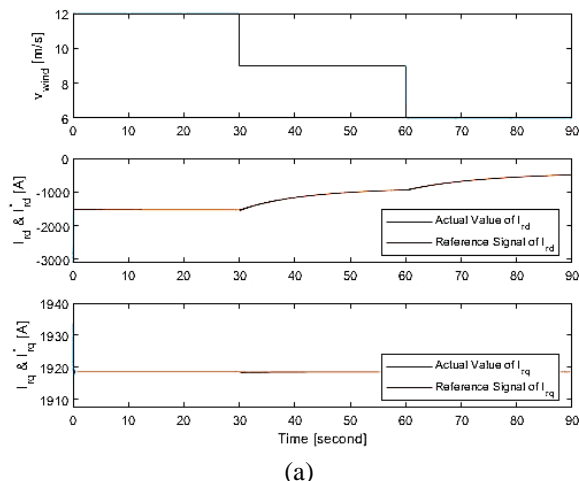 12
10
8
6
v_wind [m/s]
0 10 20 30 40 50 60 70 80 90
0
-1000
-2000
-3000
I_rd & I*_rd [A]
Actual Value of I_rd
Reference Signal of I_rd
0 10 20 30 40 50 60 70 80 90
1940
1930
1920
1910
I_rq & I*_rq [A]
Actual Value of I_rq
Reference Signal of I_rq
0 10 20 30 40 50 60 70 80 90
Time [second]
(a)